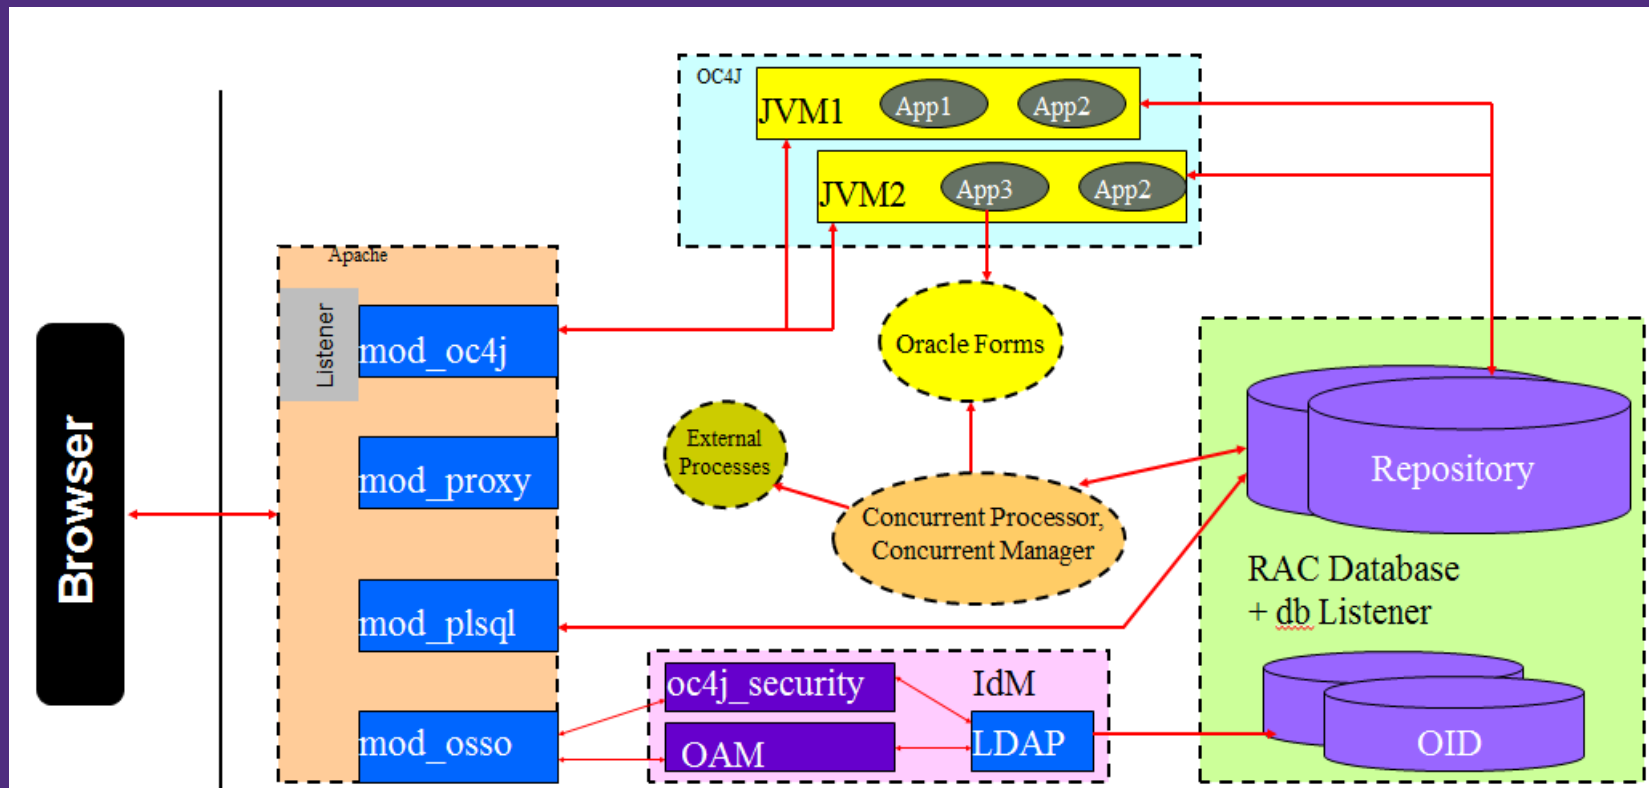 OC4J
JVM1
App1
App2
JVM2
App3
App2
Apache
Listener
mod_oc4j
mod_proxy
mod_plsql
mod_osso
Browser
Oracle Forms
External
Processes
Concurrent Processor,
Concurrent Manager
Repository
RAC Database
+ db Listener
OID
oc4j_security
IdM
OAM
LDAP